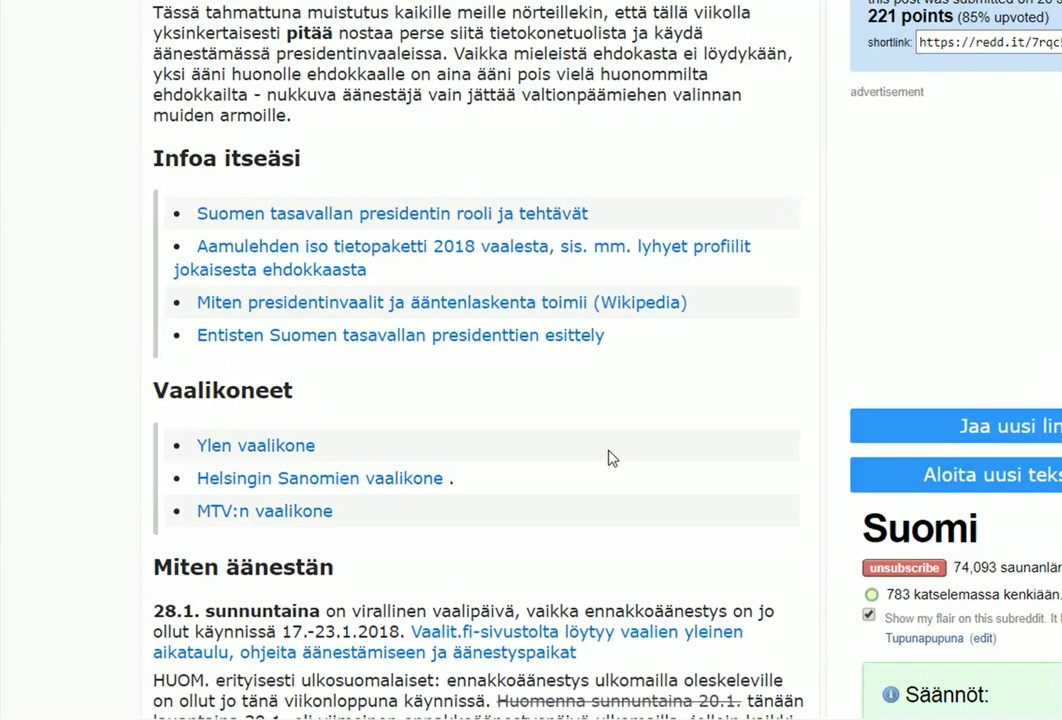 Tässä tahmattuna muistutus kaikille meille nörteillekin, että tällä viikolla
yksinkertaisesti pitää nostaa perse siitä tietokonetuolista ja käydä
äänestämässä presidentinvaaleissa. Vaikka mieleistä ehdokasta ei löydykään,
yksi ääni huonolle ehdokkaalle on aina ääni pois vielä huonommilta
ehdokkailta - nukkuva äänestäjä vain jättää valtionpäämiehen valinnan
muiden armoille.
Infoa itseäsi
• Suomen tasavallan presidentin rooli ja tehtävät
• Aamulehden iso tietopaketti 2018 vaalesta, sis. mm. lyhyet profiilit
jokaisesta ehdokkaasta
• Miten presidentinvaalit ja ääntenlaskenta toimii (Wikipedia)
• Entisten Suomen tasavallan presidenttien esittely
Vaalikoneet
• Ylen vaalikone
• Helsingin Sanomien vaalikone .
• MTV:n vaalikone
Miten äänestän
28.1. sunnuntaina on virallinen vaalipäivä, vaikka ennakkoäänestys on jo
ollut käynnissä 17.-23.1.2018. Vaalit.fi-sivustolta löytyy vaalien yleinen
aikataulu, ohjeita äänestämiseen ja äänestyspaikat
HUOM. erityisesti ulkosuomalaiset: ennakkoäänestys ulkomailla oleskeleville
on ollut jo tänä viikonloppuna käynnissä. Huomenna sunnuntaina 20.1. tänään
221 points (85% upvoted)
shortlink: https://redd.it/7rqc
advertisement
Jaa uusi lin
Aloita uusi teks
Suomi
unsubscribe 74,093 saunanlän
783 katselemassa kenkiään.
Show my flair on this subreddit. It
Tupunapupuna (edit)
Säännöt: